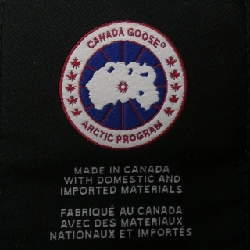 CANADA GOOSE®
ARCTIC PROGRAM
MADE IN CANADA
WITH DOMESTIC AND
IMPORTED MATERIALS
FABRIQUÉ AU CANADA
AVEC DES MATERIAUX
NATIONAUX ET IMPORTÉS